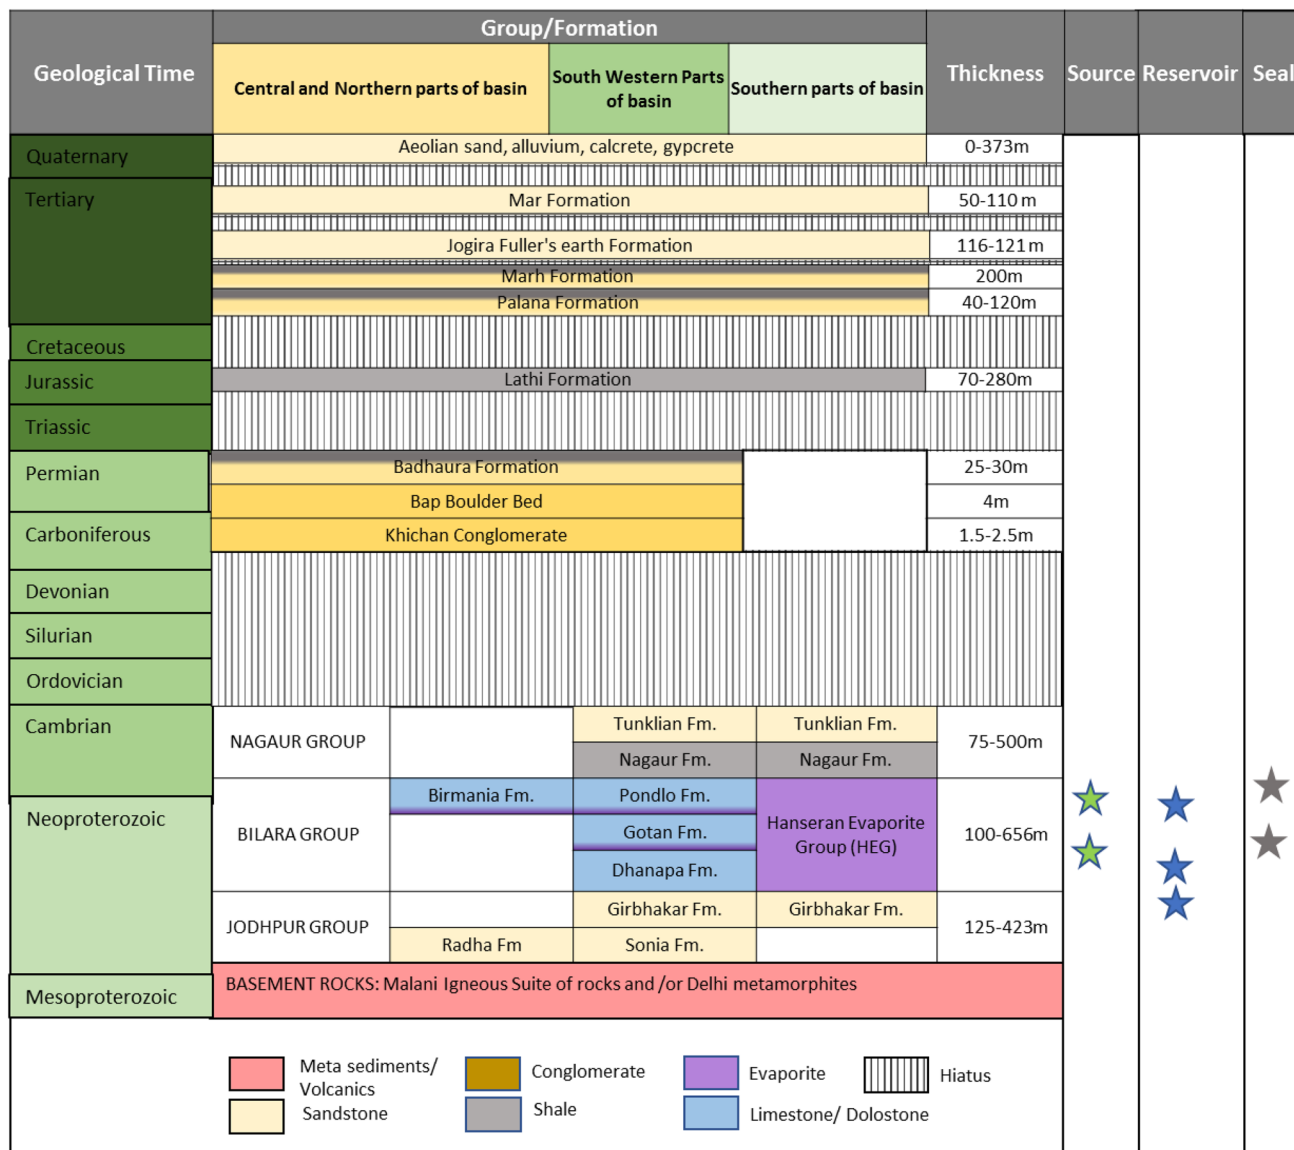 Group/Formation
Geological Time
Central and Northern parts of basin
South Western Parts
of basin
Southern parts of basin
Thickness
Source
Reservoir
Seal
Quaternary
Aeolian sand, alluvium, calcrete, gypcrete
0-373m
Tertiary
Mar Formation
50-110 m
Jogira Fuller's earth Formation
116-121 m
Marh Formation
200m
Palana Formation
40-120m
Cretaceous
Jurassic
Lathi Formation
70-280m
Triassic
Permian
Badhaura Formation
25-30m
Bap Boulder Bed
4m
Carboniferous
Khichan Conglomerate
1.5-2.5m
Devonian
Silurian
Ordovician
Cambrian
NAGAUR GROUP
Tunklian Fm.
Tunklian Fm.
75-500m
Nagaur Fm.
Nagaur Fm.
Neoproterozoic
BILARA GROUP
Birmania Fm.
Pondlo Fm.
Gotan Fm.
Dhanapa Fm.
Hanseran Evaporite
Group (HEG)
100-656m
JODHPUR GROUP
Girbhakar Fm.
Girbhakar Fm.
125-423m
Radha Fm
Sonia Fm.
Mesoproterozoic
BASEMENT ROCKS: Malani Igneous Suite of rocks and /or Delhi metamorphites
Meta sediments/
Volcanics
Conglomerate
Evaporite
Hiatus
Sandstone
Shale
Limestone/ Dolostone